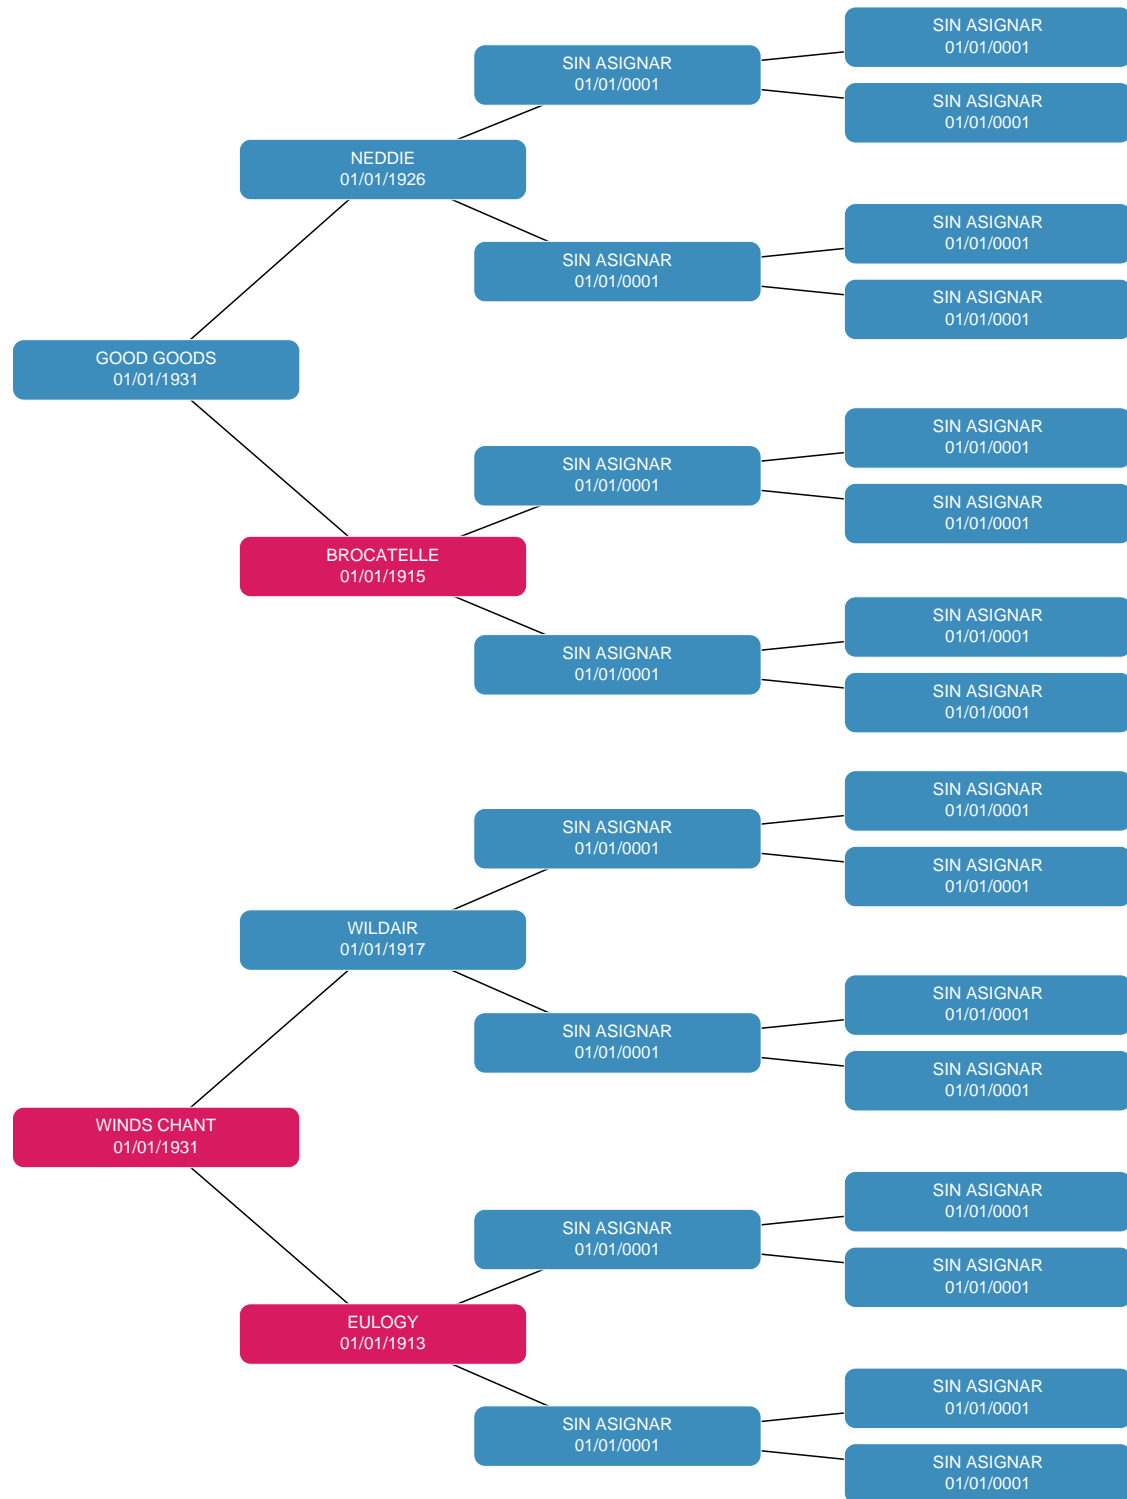 SIN ASIGNAR
01/01/0001
SIN ASIGNAR
01/01/0001
SIN ASIGNAR
01/01/0001
NEDDIE
01/01/1926
SIN ASIGNAR
01/01/0001
SIN ASIGNAR
01/01/0001
SIN ASIGNAR
01/01/0001
GOOD GOODS
01/01/1931
SIN ASIGNAR
01/01/0001
SIN ASIGNAR
01/01/0001
SIN ASIGNAR
01/01/0001
BROCATELLE
01/01/1915
SIN ASIGNAR
01/01/0001
SIN ASIGNAR
01/01/0001
SIN ASIGNAR
01/01/0001
SIN ASIGNAR
01/01/0001
SIN ASIGNAR
01/01/0001
SIN ASIGNAR
01/01/0001
WILDAIR
01/01/1917
SIN ASIGNAR
01/01/0001
SIN ASIGNAR
01/01/0001
SIN ASIGNAR
01/01/0001
WINDS CHANT
01/01/1931
SIN ASIGNAR
01/01/0001
SIN ASIGNAR
01/01/0001
SIN ASIGNAR
01/01/0001
EULOGY
01/01/1913
SIN ASIGNAR
01/01/0001
SIN ASIGNAR
01/01/0001
SIN ASIGNAR
01/01/0001